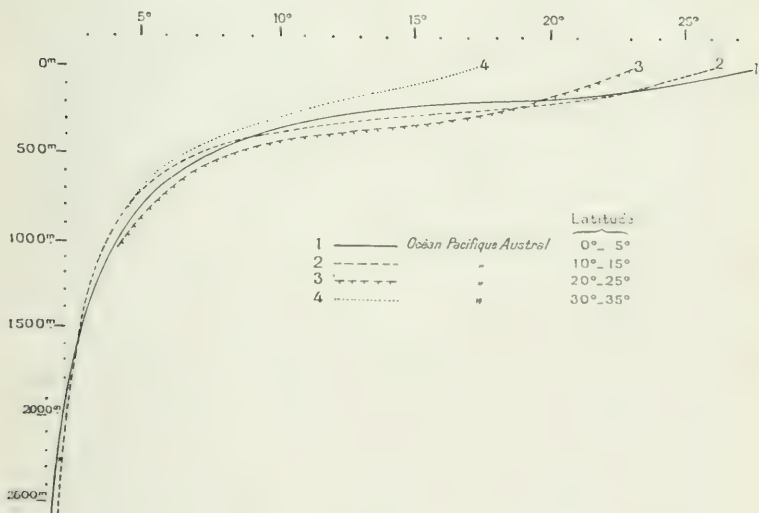 5° 10° 15° 20° 25°
0m
4 3 2 1
500m
1000m
Latitude
1 Océan Pacifique Austral 0°_ 5°
2 " 10°_15°
3 " 20°_25°
4 " 30°_35°
1500m
2000m
2500m